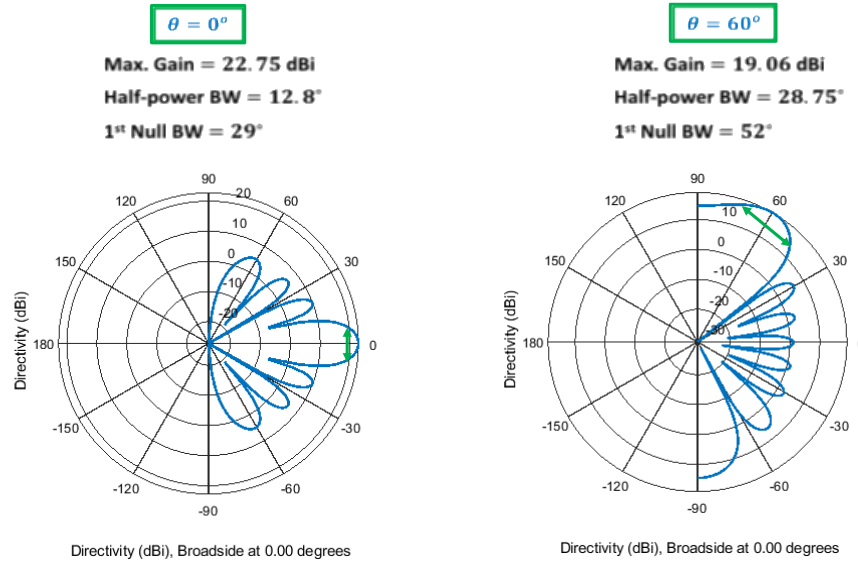 θ = 0°
Max. Gain = 22.75 dBi
Half-power BW = 12.8°
1st Null BW = 29°
90
120
60
20
10
150
30
0
-10
-20
180
0
Directivity (dBi)
-150
-30
-120
-60
-90
Directivity (dBi), Broadside at 0.00 degrees
θ = 60°
Max. Gain = 19.06 dBi
Half-power BW = 28.75°
1st Null BW = 52°
90
120
60
10
0
150
30
-10
-20
-30
180
Directivity (dBi)
-150
-30
-120
-60
-90
Directivity (dBi), Broadside at 0.00 degrees